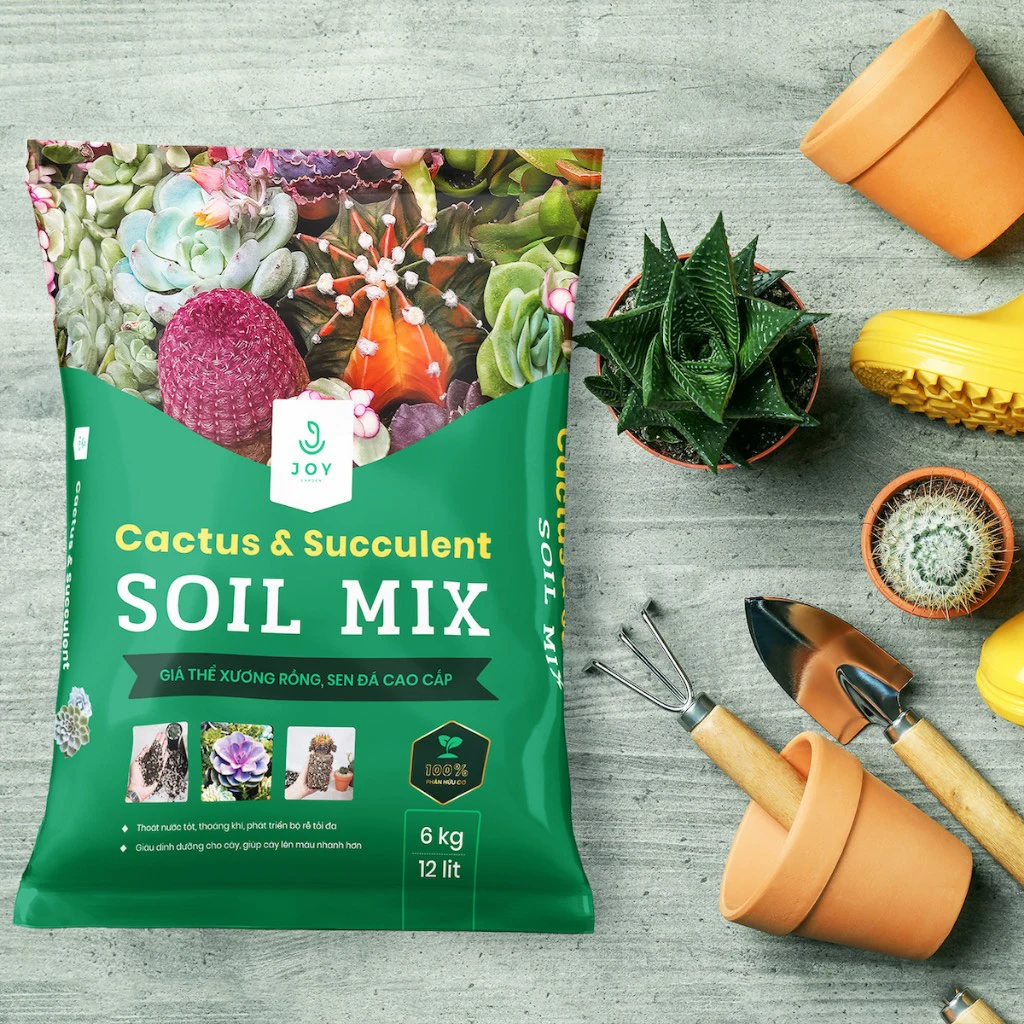 JOY
GARDEN
Cactus & Succulent
SOIL MIX
GIÁ THỂ XƯƠNG RỒNG, SEN ĐÁ CAO CẤP
100%
PHÂN HỮU CƠ
Thoát nước tốt, thoáng khí, phát triển bộ rễ tối đa
Giàu dinh dưỡng cho cây, giúp cây lên màu nhanh hơn
6 kg
12 lit
Cactus & Succulent
Cactus
SOIL MIX